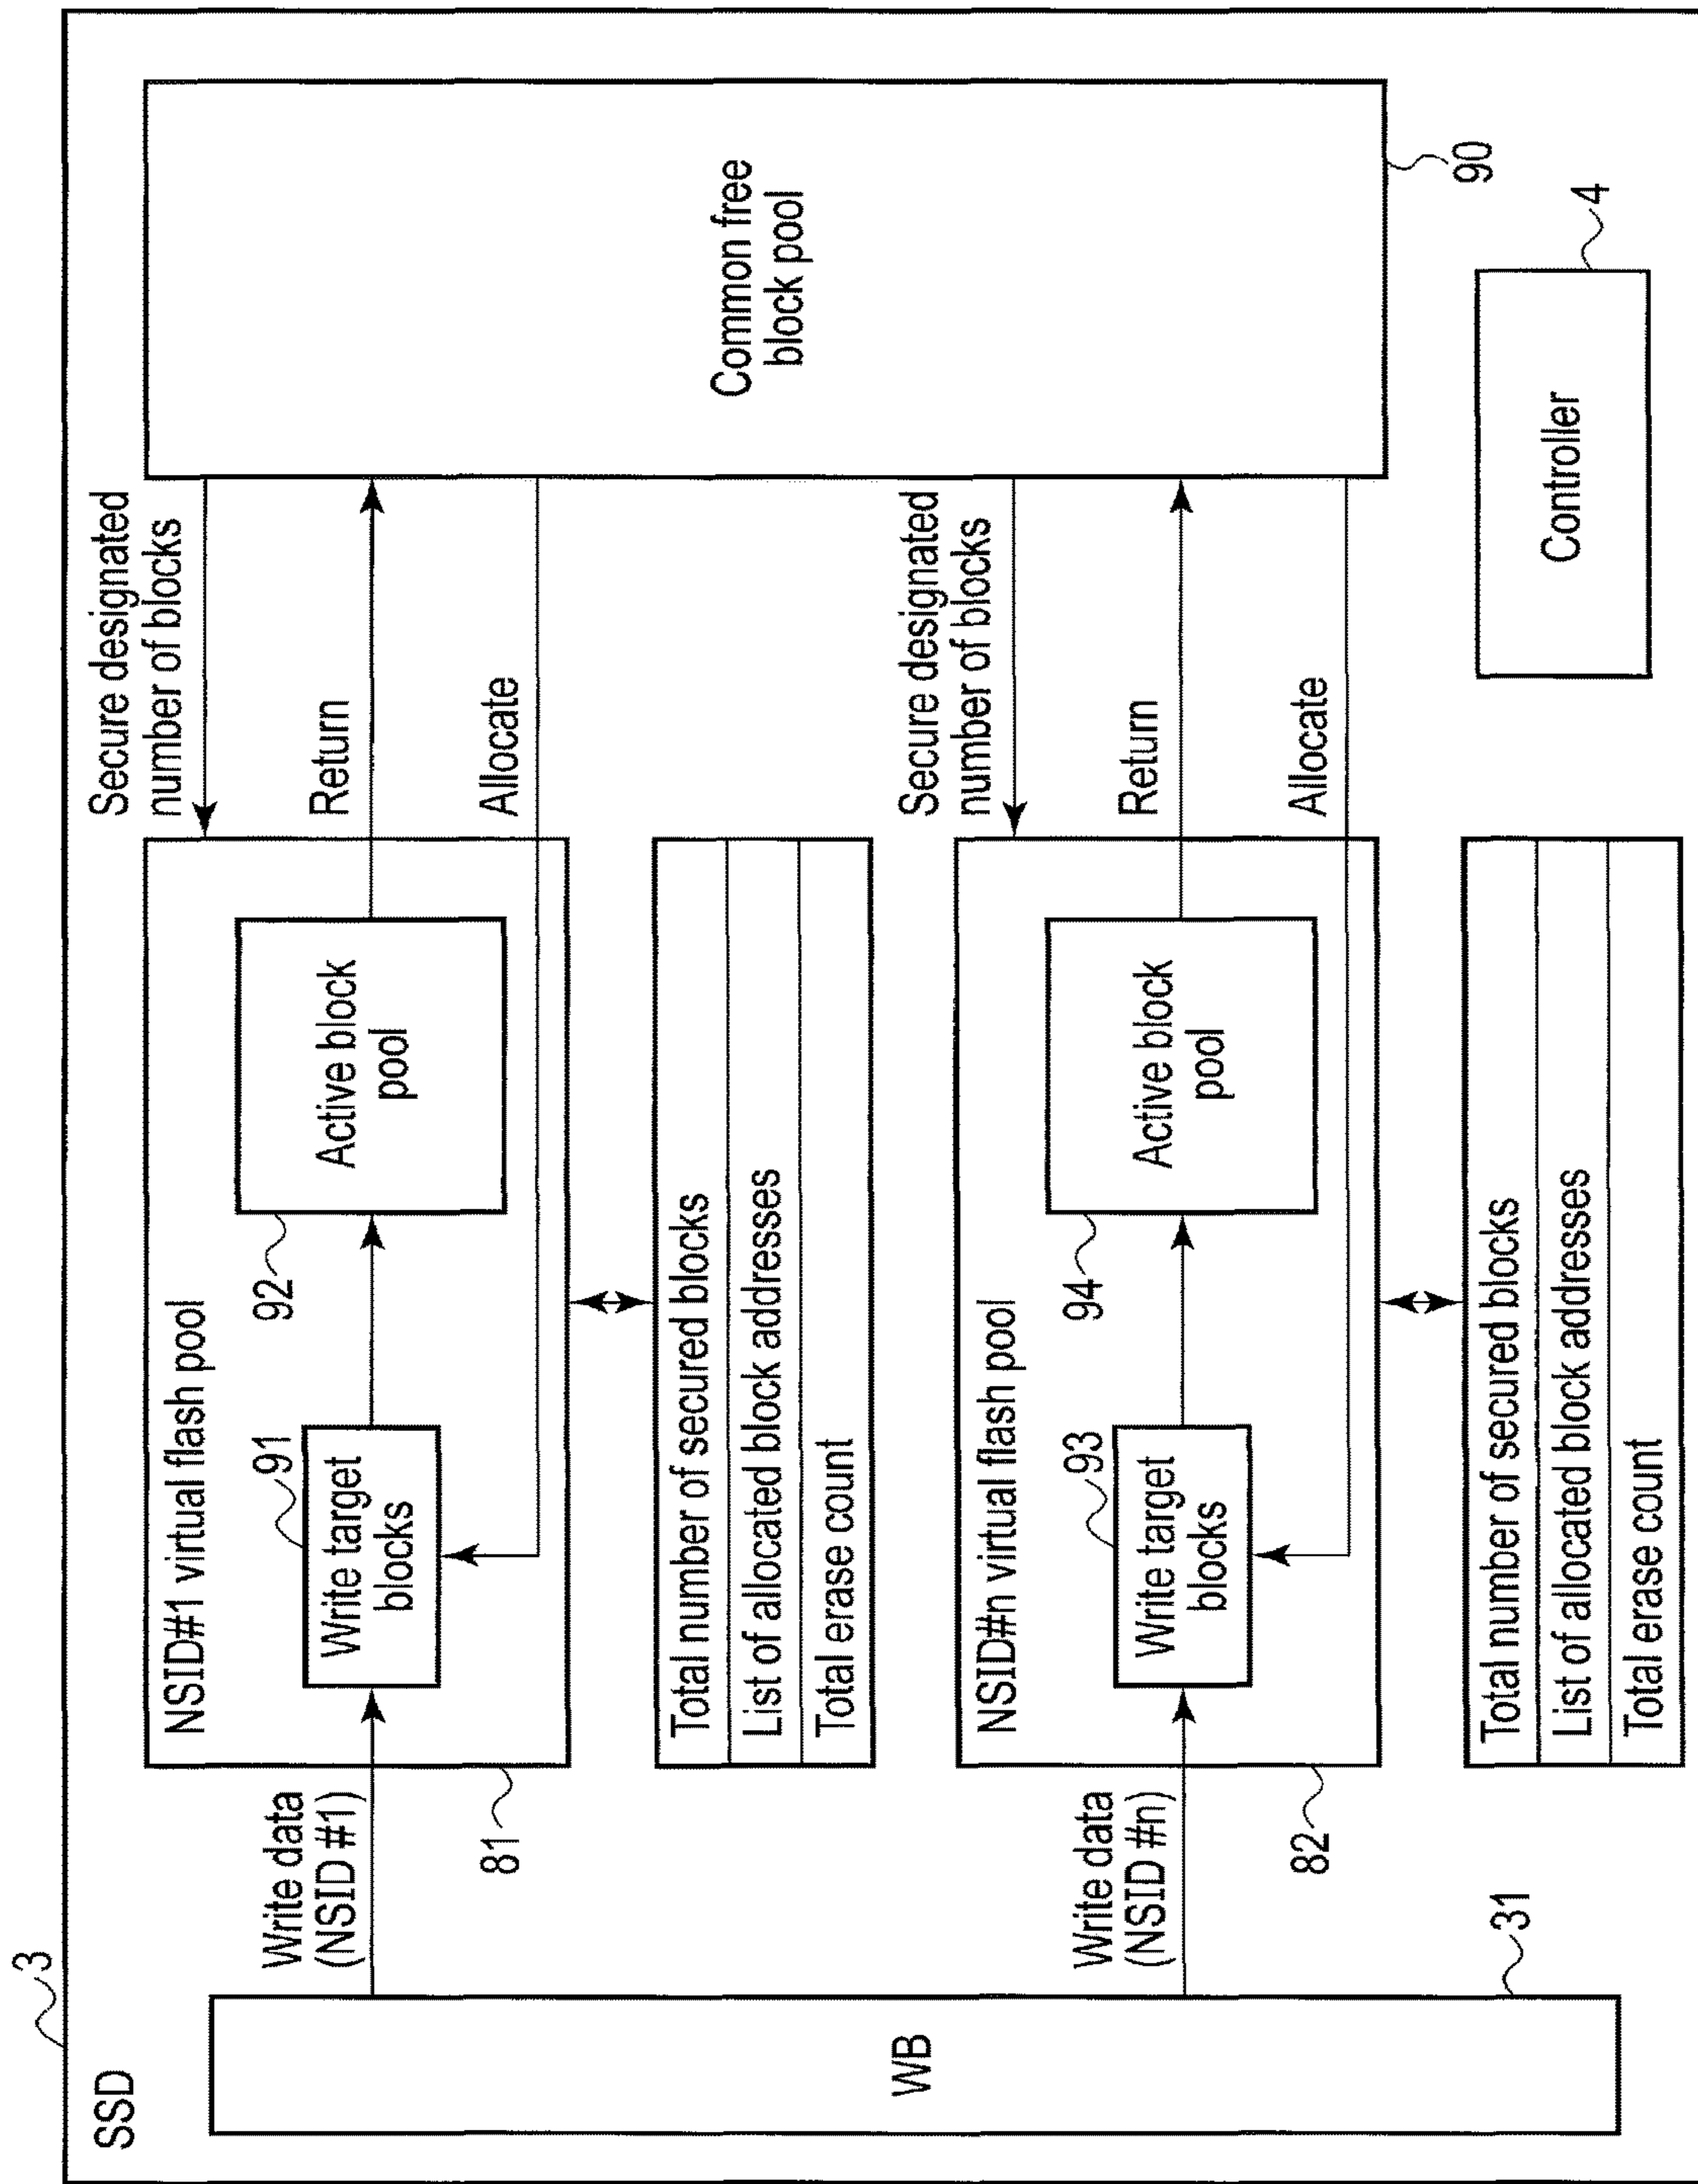 3
SSD
WB
31
Write data
(NSID #1)
81
NSID#1 virtual flash pool
91
Write target
blocks
92
Active block
pool
Secure designated
number of blocks
Return
Allocate
Total number of secured blocks
List of allocated block addresses
Total erase count
Write data
(NSID #n)
82
NSID#n virtual flash pool
93
Write target
blocks
94
Active block
pool
Secure designated
number of blocks
Return
Allocate
Total number of secured blocks
List of allocated block addresses
Total erase count
Common free
block pool
90
Controller
4